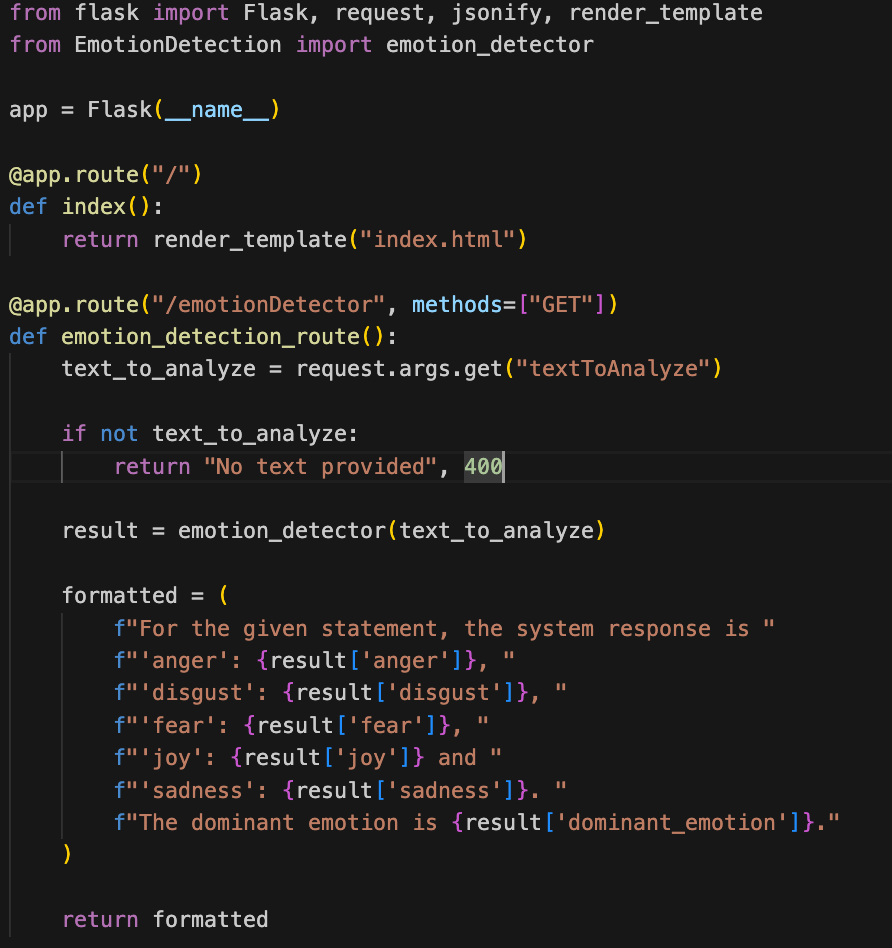 from flask import Flask, request, jsonify, render_template
from EmotionDetection import emotion_detector
app = Flask(__name__)
@app.route("/")
def index():
    return render_template("index.html")
@app.route("/emotionDetector", methods=["GET"])
def emotion_detection_route():
    text_to_analyze = request.args.get("textToAnalyze")
    if not text_to_analyze:
        return "No text provided", 400
    result = emotion_detector(text_to_analyze)
    formatted = (
        f"For the given statement, the system response is "
        f"'anger': {result['anger']}, "
        f"'disgust': {result['disgust']}, "
        f"'fear': {result['fear']}, "
        f"'joy': {result['joy']} and "
        f"'sadness': {result['sadness']}. "
        f"The dominant emotion is {result['dominant_emotion']}."
    )
    return formatted